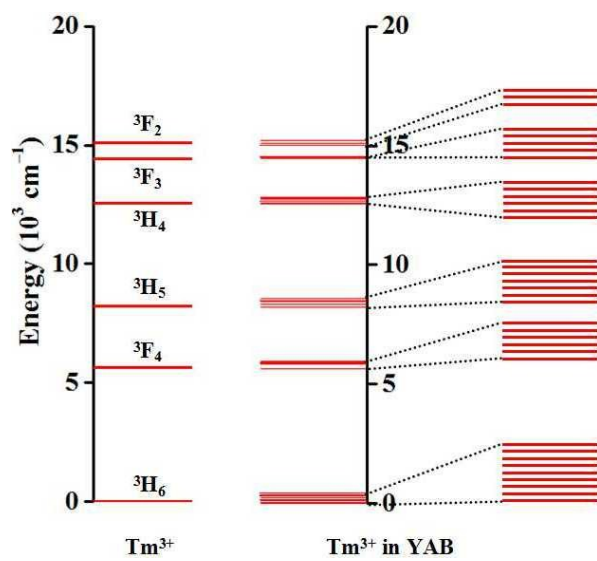 20
20
³F₂
15
15
³F₃
³H₄
10
10
³H₅
³F₄
5
5
³H₆
0
0
Energy (10³ cm⁻¹)
Tm³⁺
Tm³⁺ in YAB